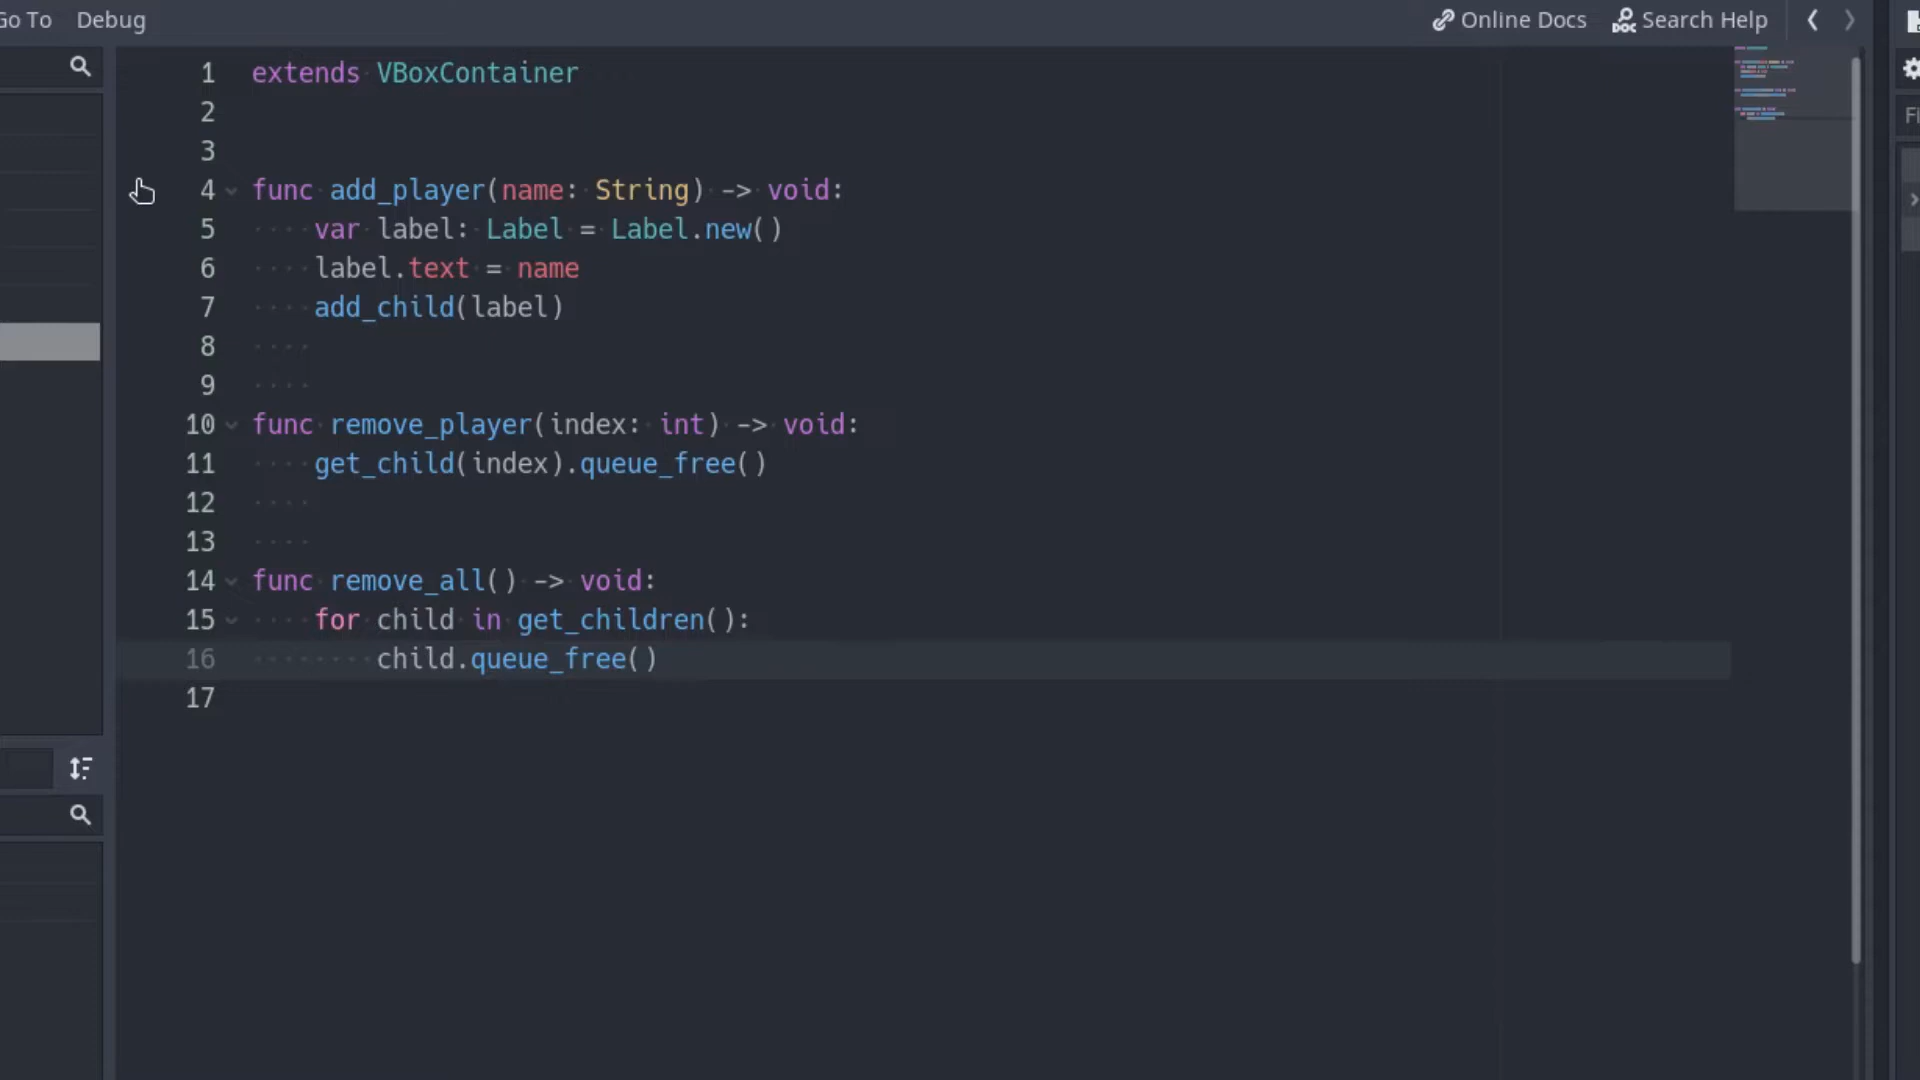 Go To Debug Online Docs Search Help
1 extends VBoxContainer
2
3
4 func add_player(name: String) -> void:
5 var label: Label = Label.new()
6 label.text = name
7 add_child(label)
8
9
10 func remove_player(index: int) -> void:
11 get_child(index).queue_free()
12
13
14 func remove_all() -> void:
15 for child in get_children():
16 child.queue_free()
17